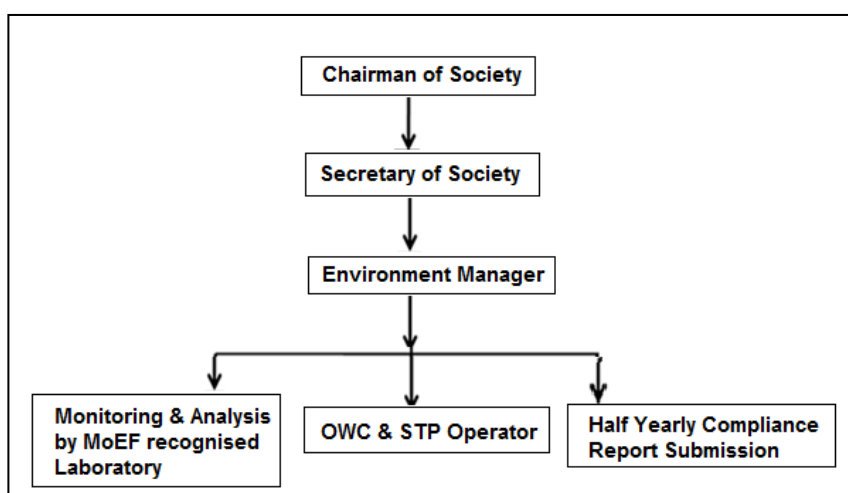 Chairman of Society
Secretary of Society
Environment Manager
Monitoring & Analysis
by MoEF recognised
Laboratory
OWC & STP Operator
Half Yearly Compliance
Report Submission